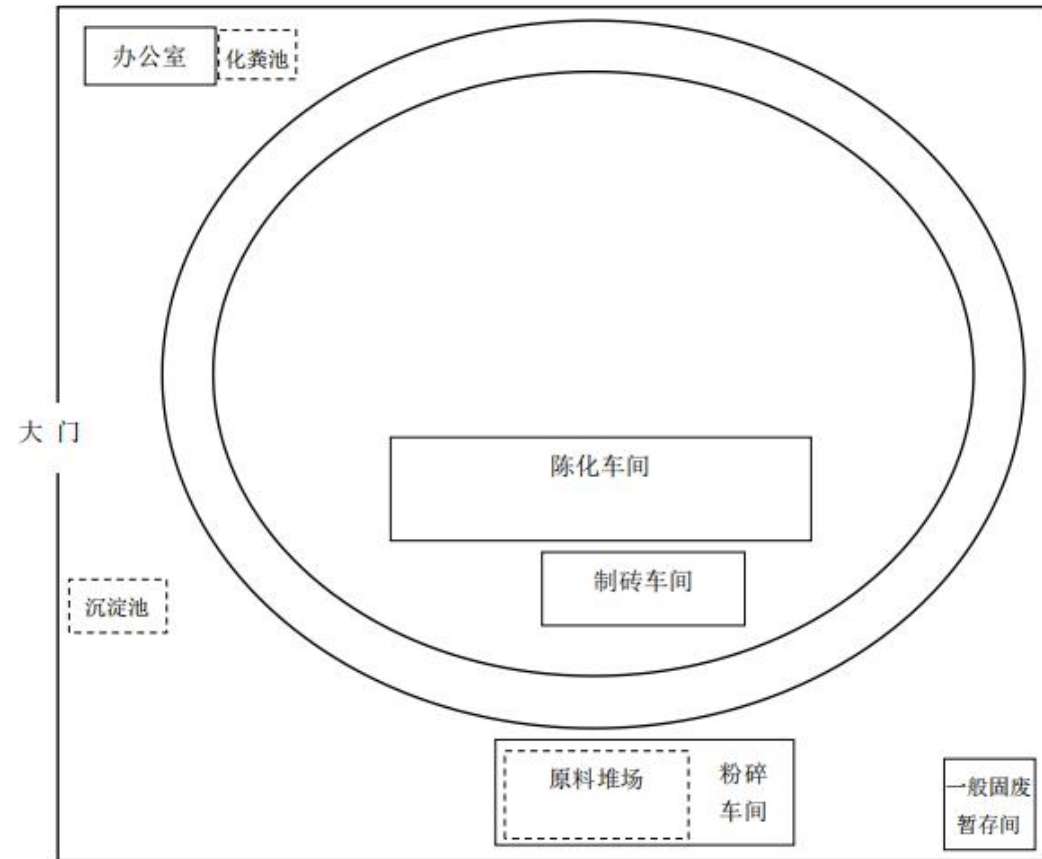 办公室
化粪池
大门
陈化车间
制砖车间
沉淀池
原料堆场
粉碎
车间
一般固废
暂存间